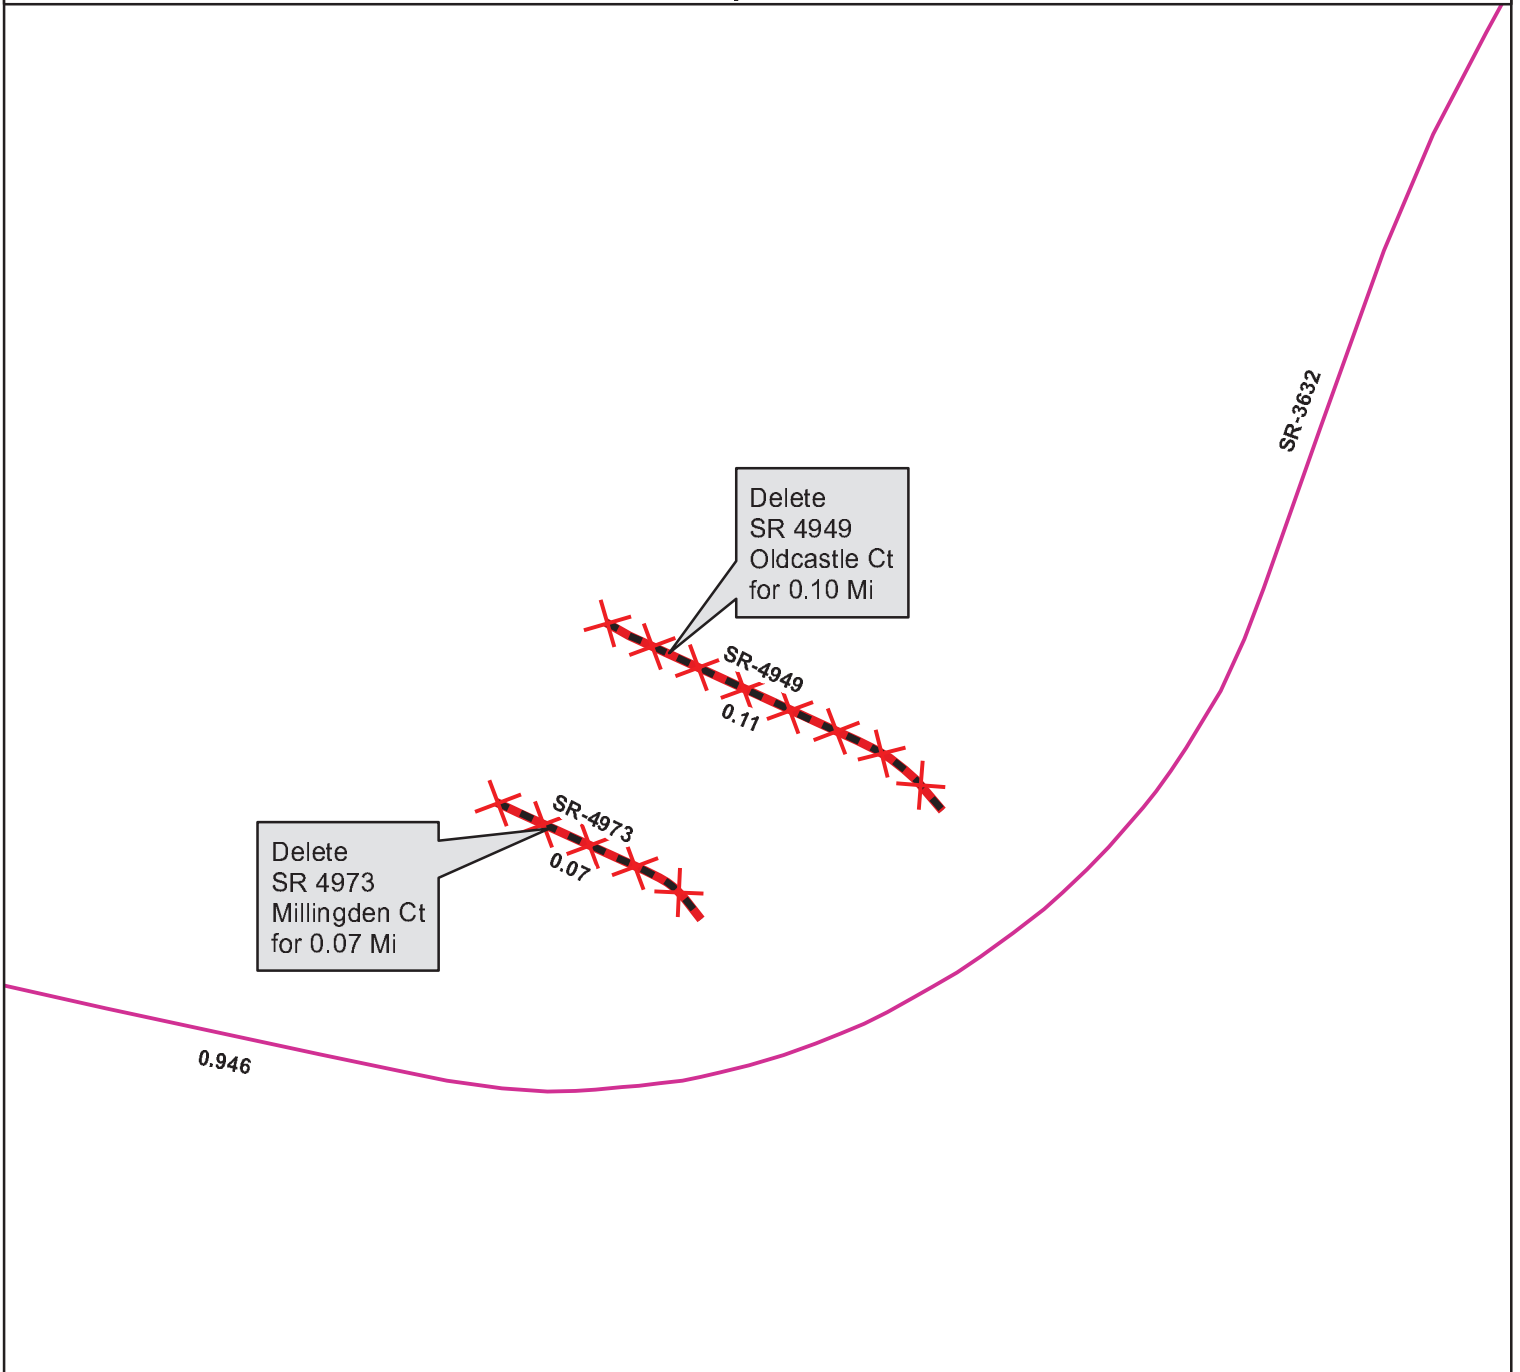 SR-3632
Delete
SR 4949
Oldcastle Ct
for 0.10 Mi
SR-4949
0.11
SR-4973
0.07
Delete
SR 4973
Millingden Ct
for 0.07 Mi
0.946